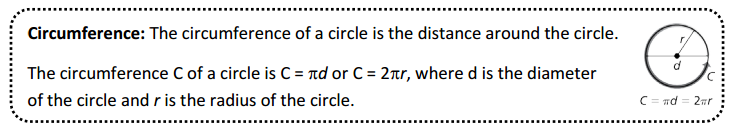 Circumference: The circumference of a circle is the distance around the circle.
The circumference C of a circle is C = πd or C = 2πr, where d is the diameter
of the circle and r is the radius of the circle.
r
d
C
C = πd = 2πr